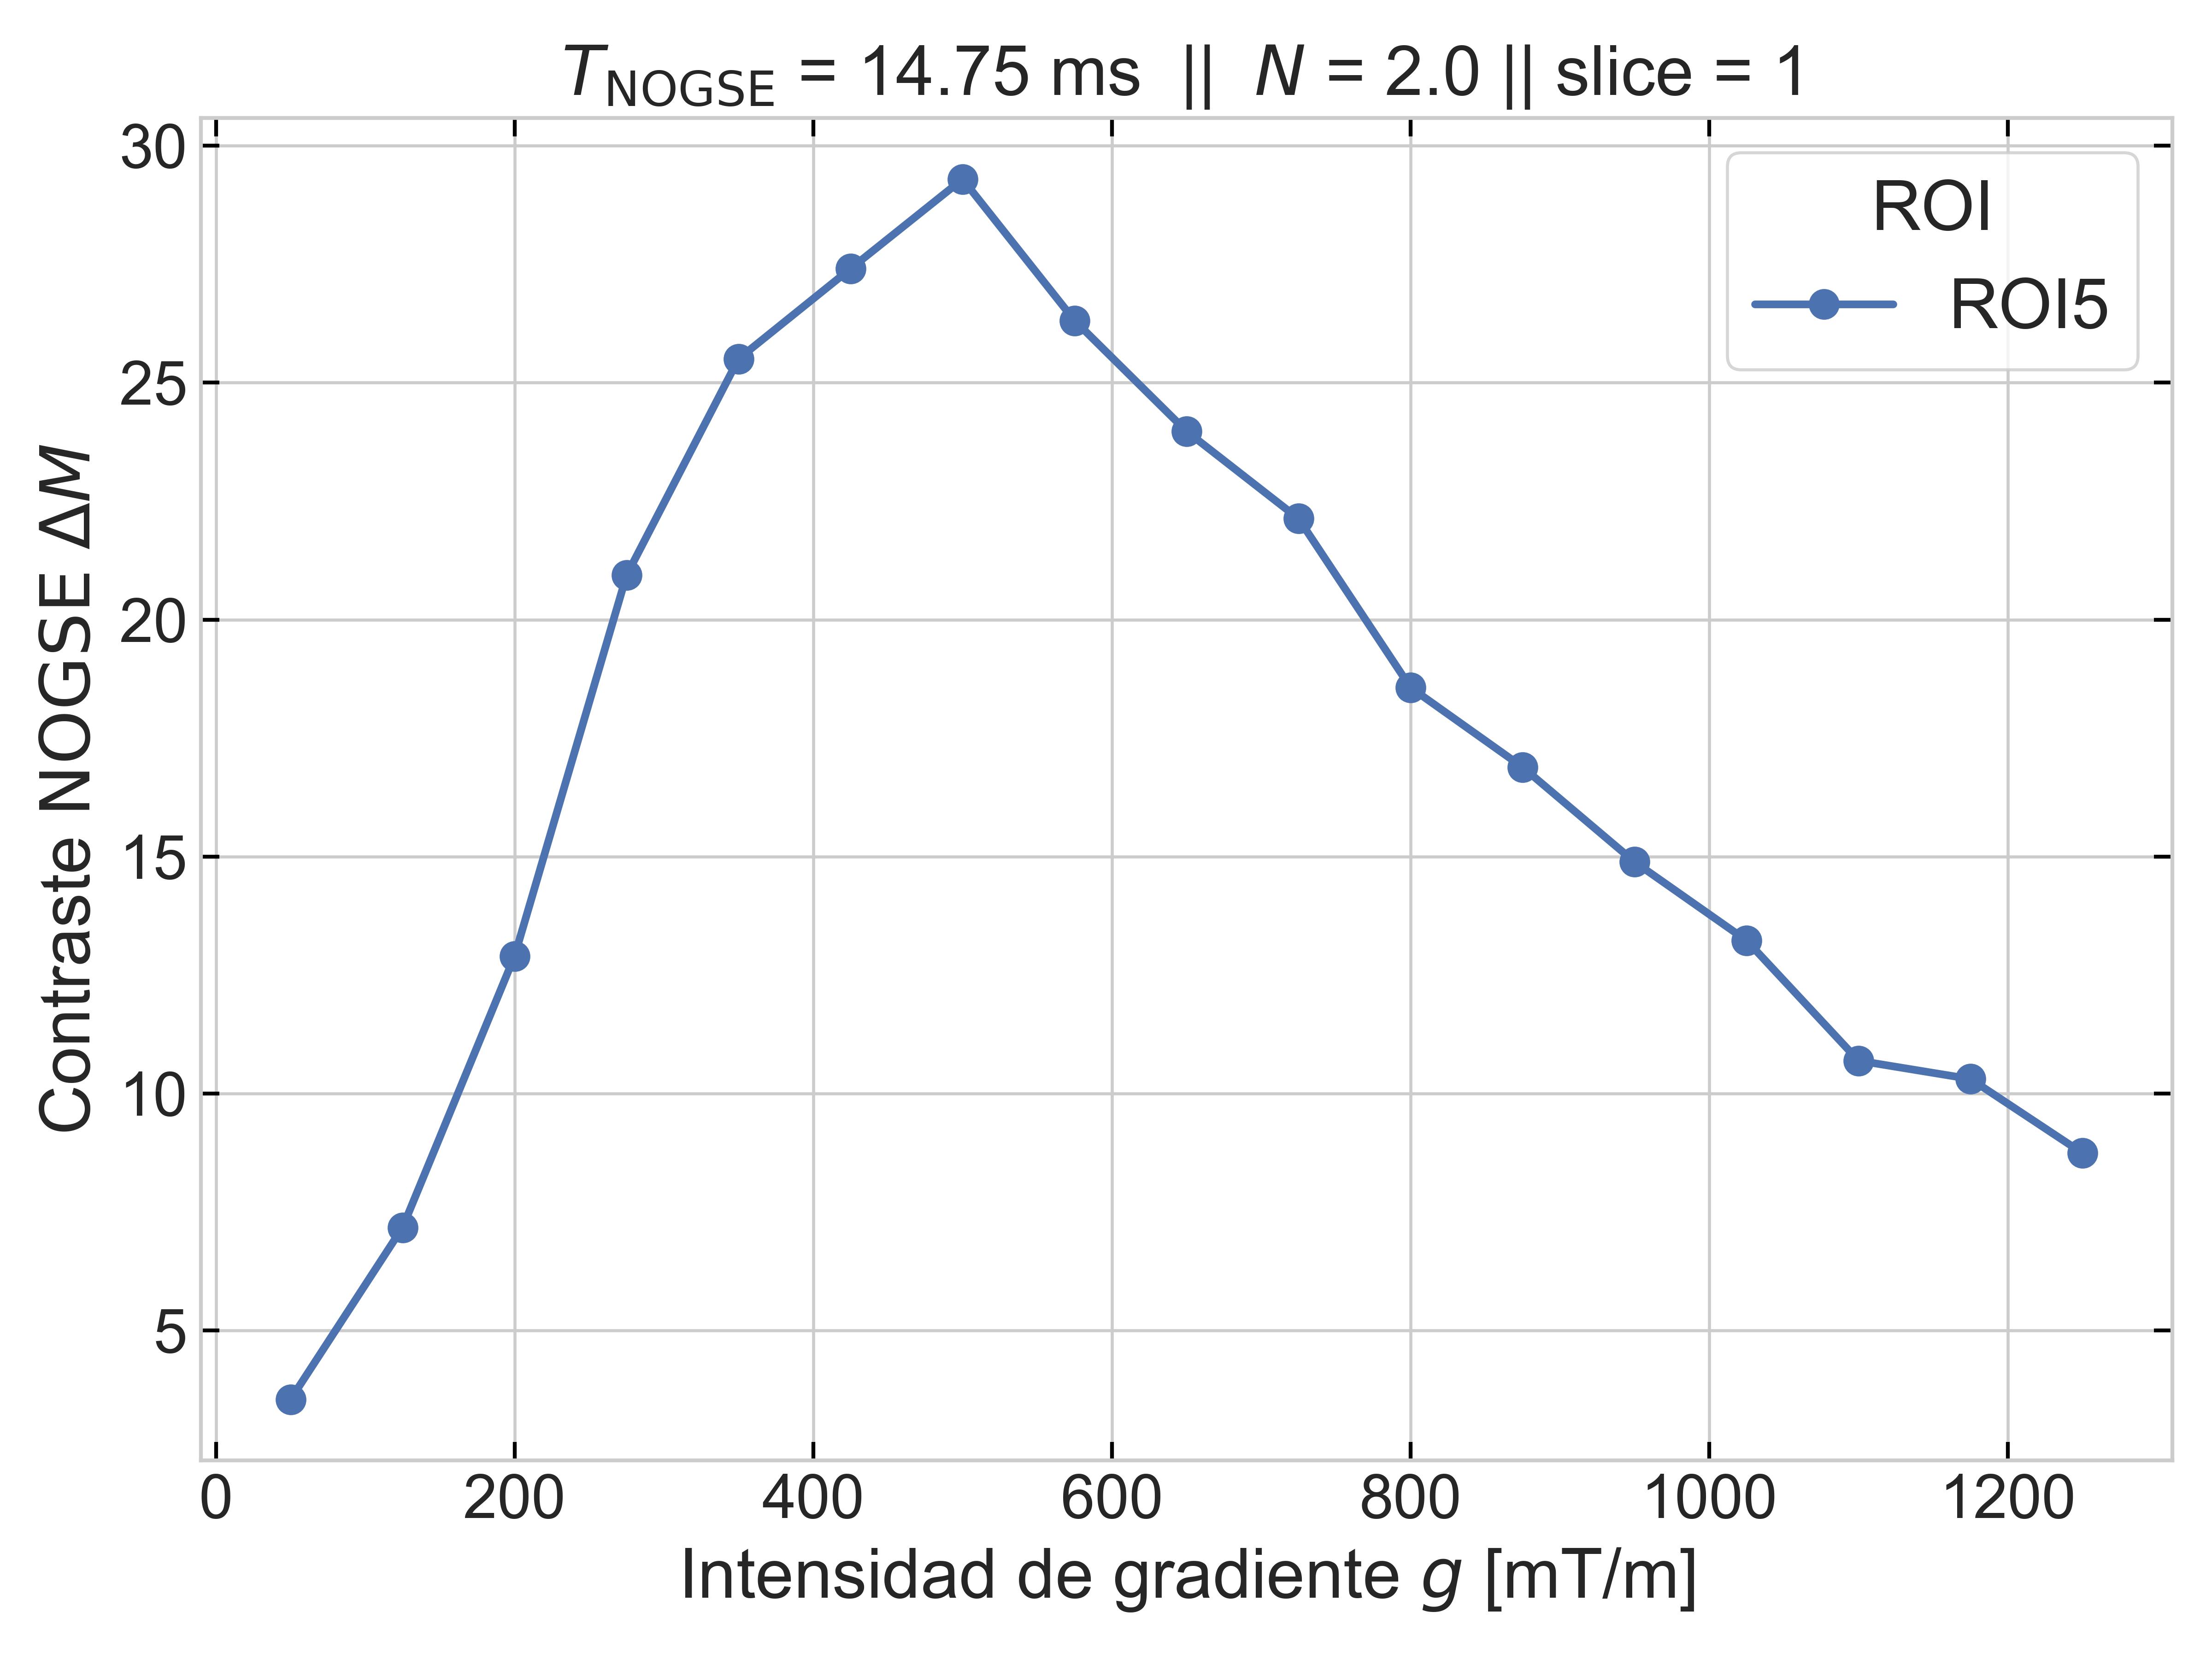 T_NOGSE = 14.75 ms || N = 2.0 || slice = 1
30
25
20
15
10
5
Contraste NOGSE ΔM
ROI
ROI5
0 200 400 600 800 1000 1200
Intensidad de gradiente g [mT/m]